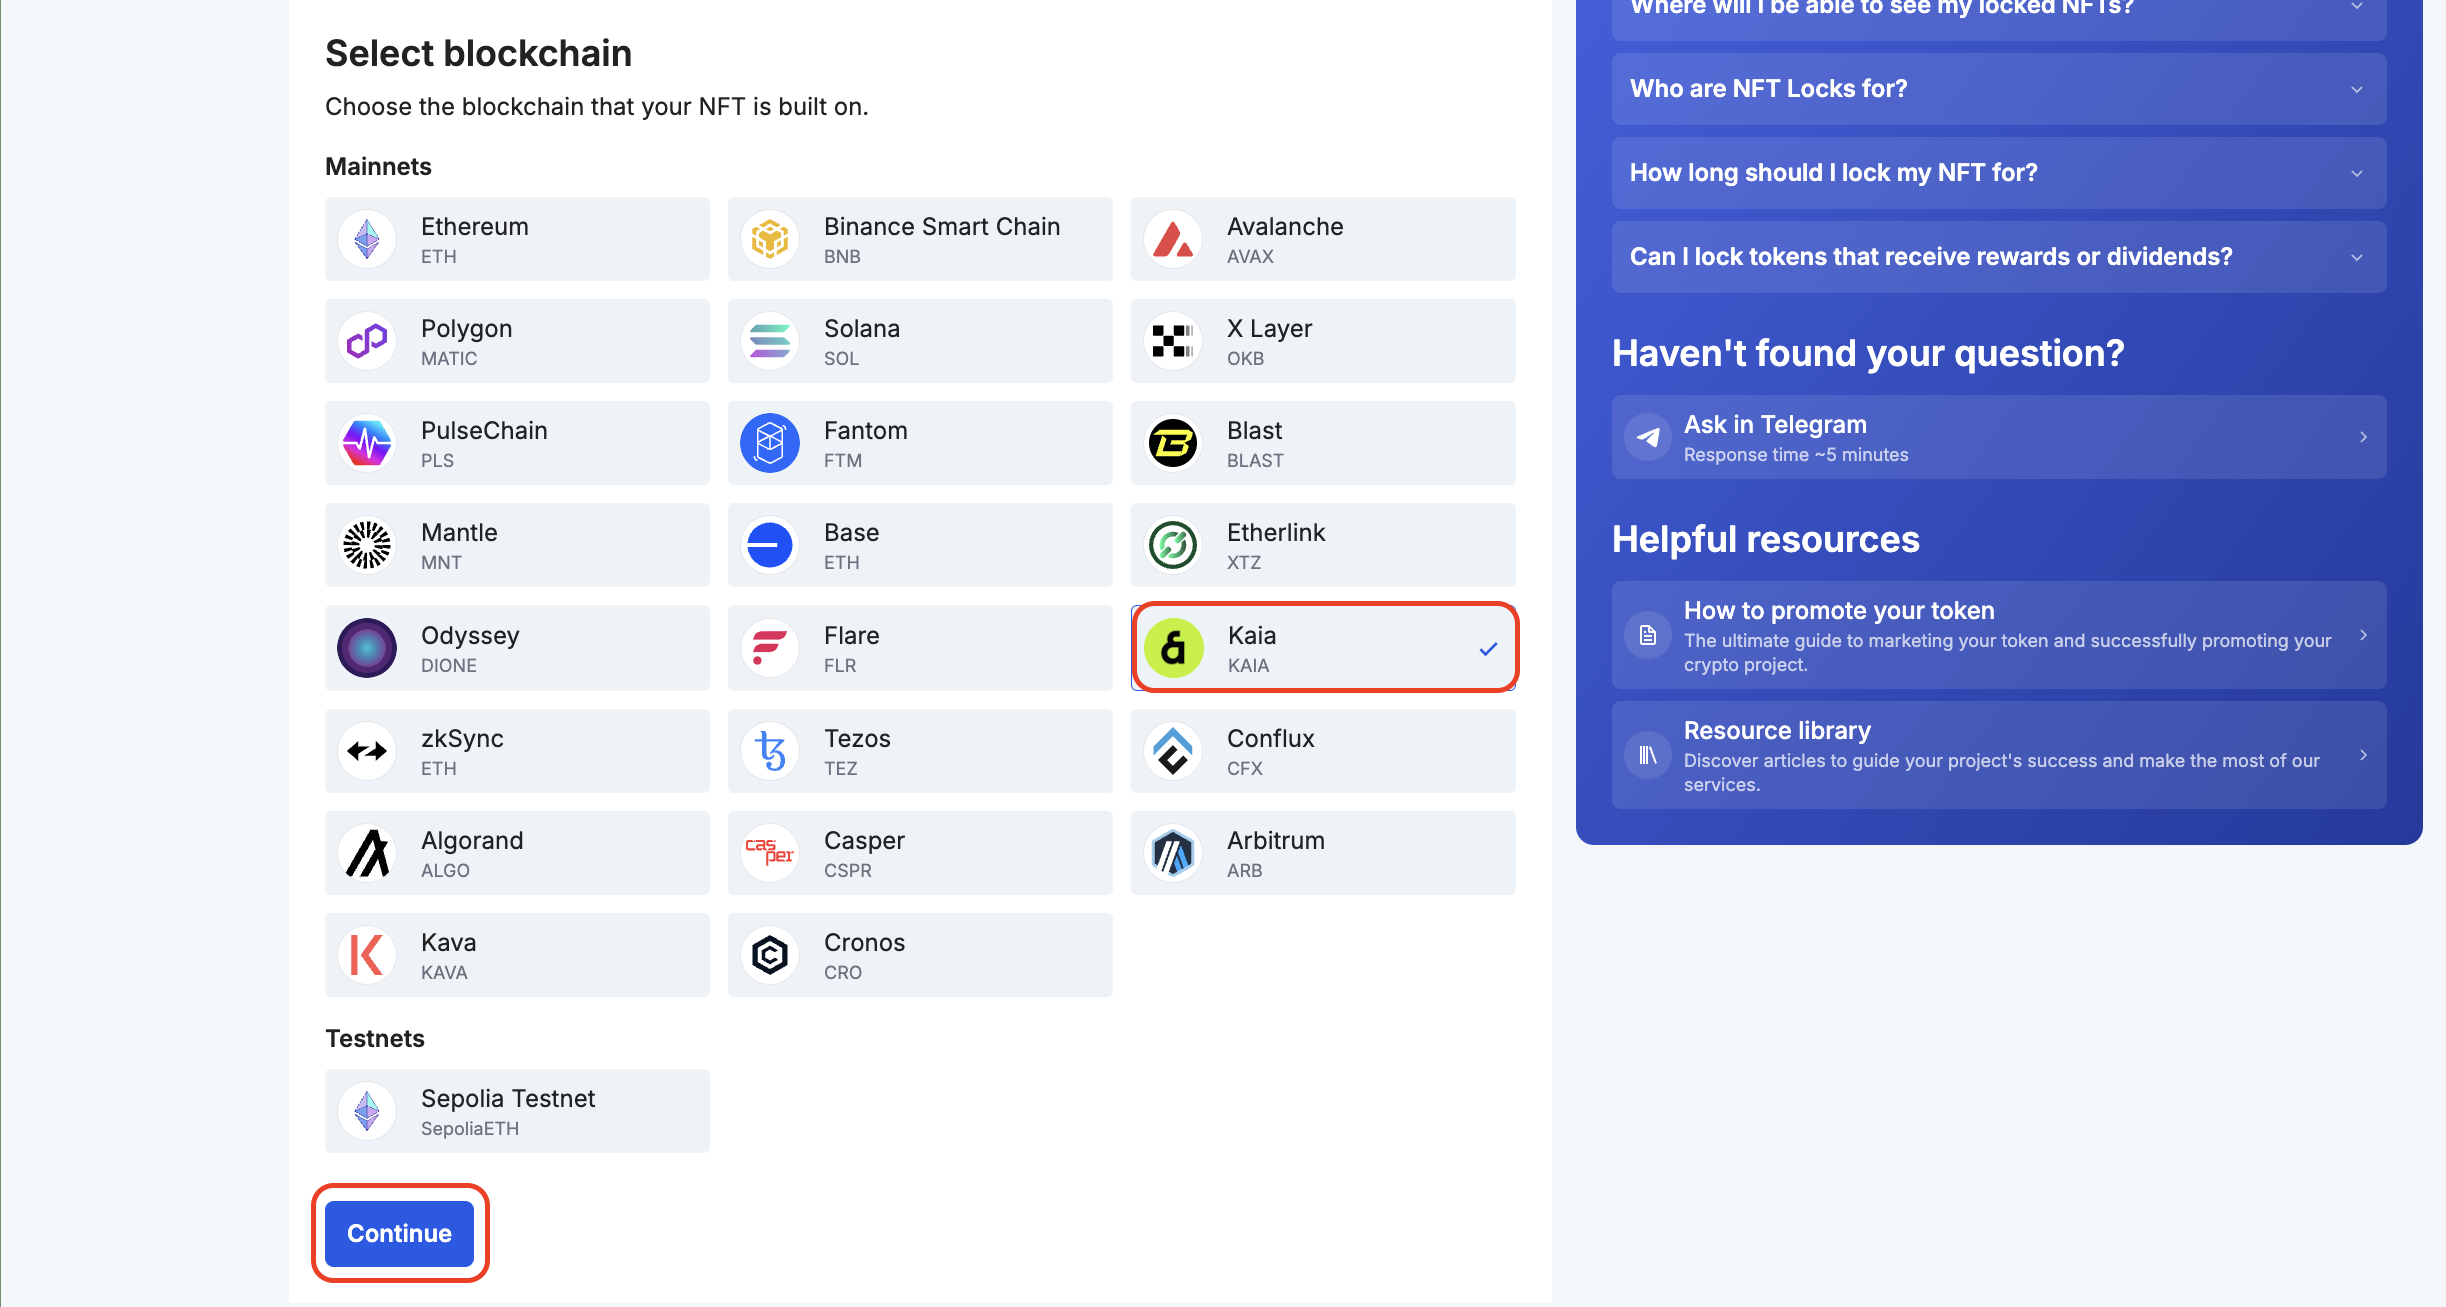 Select blockchain
Choose the blockchain that your NFT is built on.
Mainnets
Ethereum
ETH
Binance Smart Chain
BNB
Avalanche
AVAX
Polygon
MATIC
Solana
SOL
X Layer
OKB
PulseChain
PLS
Fantom
FTM
Blast
BLAST
Mantle
MNT
Base
ETH
Etherlink
XTZ
Odyssey
DIONE
Flare
FLR
Kaia
KAIA
zkSync
ETH
Tezos
TEZ
Conflux
CFX
Algorand
ALGO
cas
per
Casper
CSPR
Arbitrum
ARB
Kava
KAVA
Cronos
CRO
Testnets
Sepolia Testnet
SepoliaETH
Continue
Where will I be able to see my locked NFTs?
Who are NFT Locks for?
How long should I lock my NFT for?
Can I lock tokens that receive rewards or dividends?
Haven't found your question?
Ask in Telegram
Response time ~5 minutes
Helpful resources
How to promote your token
The ultimate guide to marketing your token and successfully promoting your
crypto project.
Resource library
Discover articles to guide your project's success and make the most of our
services.